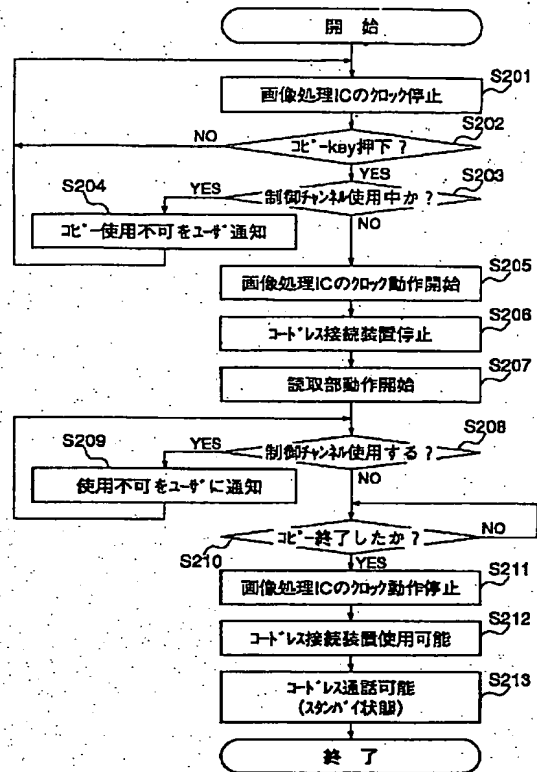 開 始
S201
画像処理ICのクロック停止
S202
コピーkey押下？
NO
YES
S203
制御チャンネル使用中か？
YES
NO
S204
コピー使用不可をユーザ通知
S205
画像処理ICのクロック動作開始
S206
コードレス接続装置停止
S207
読取部動作開始
S208
制御チャンネル使用する？
YES
NO
S209
使用不可をユーザに通知
コピー終了したか？
NO
S210
YES
S211
画像処理ICのクロック動作停止
S212
コードレス接続装置使用可能
S213
コードレス通話可能
(スタンバイ状態)
終 了